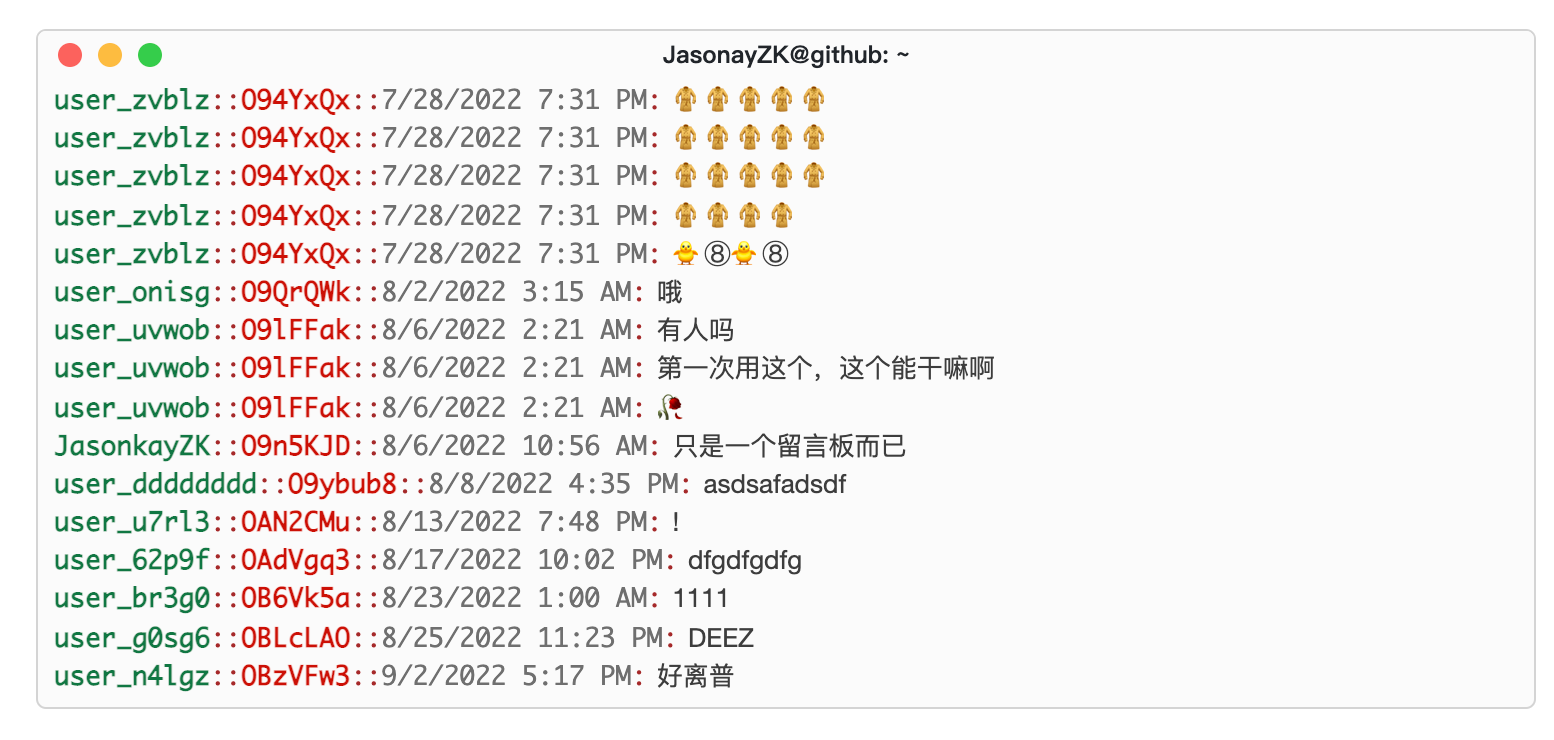 JasonayZK@github: ~
user_zvblz::O94YxQx::7/28/2022 7:31 PM: 🥋🥋🥋🥋🥋
user_zvblz::O94YxQx::7/28/2022 7:31 PM: 🥋🥋🥋🥋🥋
user_zvblz::O94YxQx::7/28/2022 7:31 PM: 🥋🥋🥋🥋🥋
user_zvblz::O94YxQx::7/28/2022 7:31 PM: 🥋🥋🥋🥋
user_zvblz::O94YxQx::7/28/2022 7:31 PM: 🐥⑧🐥⑧
user_onisg::O9QrQWk::8/2/2022 3:15 AM: 哦
user_uvwob::O9lFFak::8/6/2022 2:21 AM: 有人吗
user_uvwob::O9lFFak::8/6/2022 2:21 AM: 第一次用这个，这个能干嘛啊
user_uvwob::O9lFFak::8/6/2022 2:21 AM: 🥀
JasonkayZK::O9n5KJD::8/6/2022 10:56 AM: 只是一个留言板而已
user_dddddddd::O9ybub8::8/8/2022 4:35 PM: asdsafadsdf
user_u7rl3::OAN2CMu::8/13/2022 7:48 PM: !
user_62p9f::OAdVgq3::8/17/2022 10:02 PM: dfgdfgdfg
user_br3g0::OB6Vk5a::8/23/2022 1:00 AM: 1111
user_g0sg6::OBLcLAO::8/25/2022 11:23 PM: DEEZ
user_n4lgz::OBzVFw3::9/2/2022 5:17 PM: 好离普